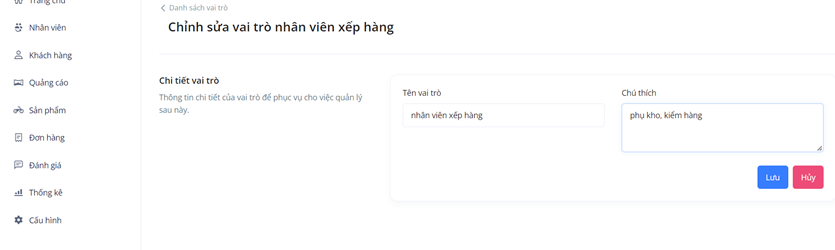 Trang chủ
Nhân viên
Khách hàng
Quảng cáo
Sản phẩm
Đơn hàng
Đánh giá
Thống kê
Cấu hình
Danh sách vai trò
Chỉnh sửa vai trò nhân viên xếp hàng
Chi tiết vai trò
Thông tin chi tiết của vai trò để phục vụ cho việc quản lý
sau này.
Tên vai trò
nhân viên xếp hàng
Chú thích
phụ kho, kiểm hàng
Lưu
Hủy